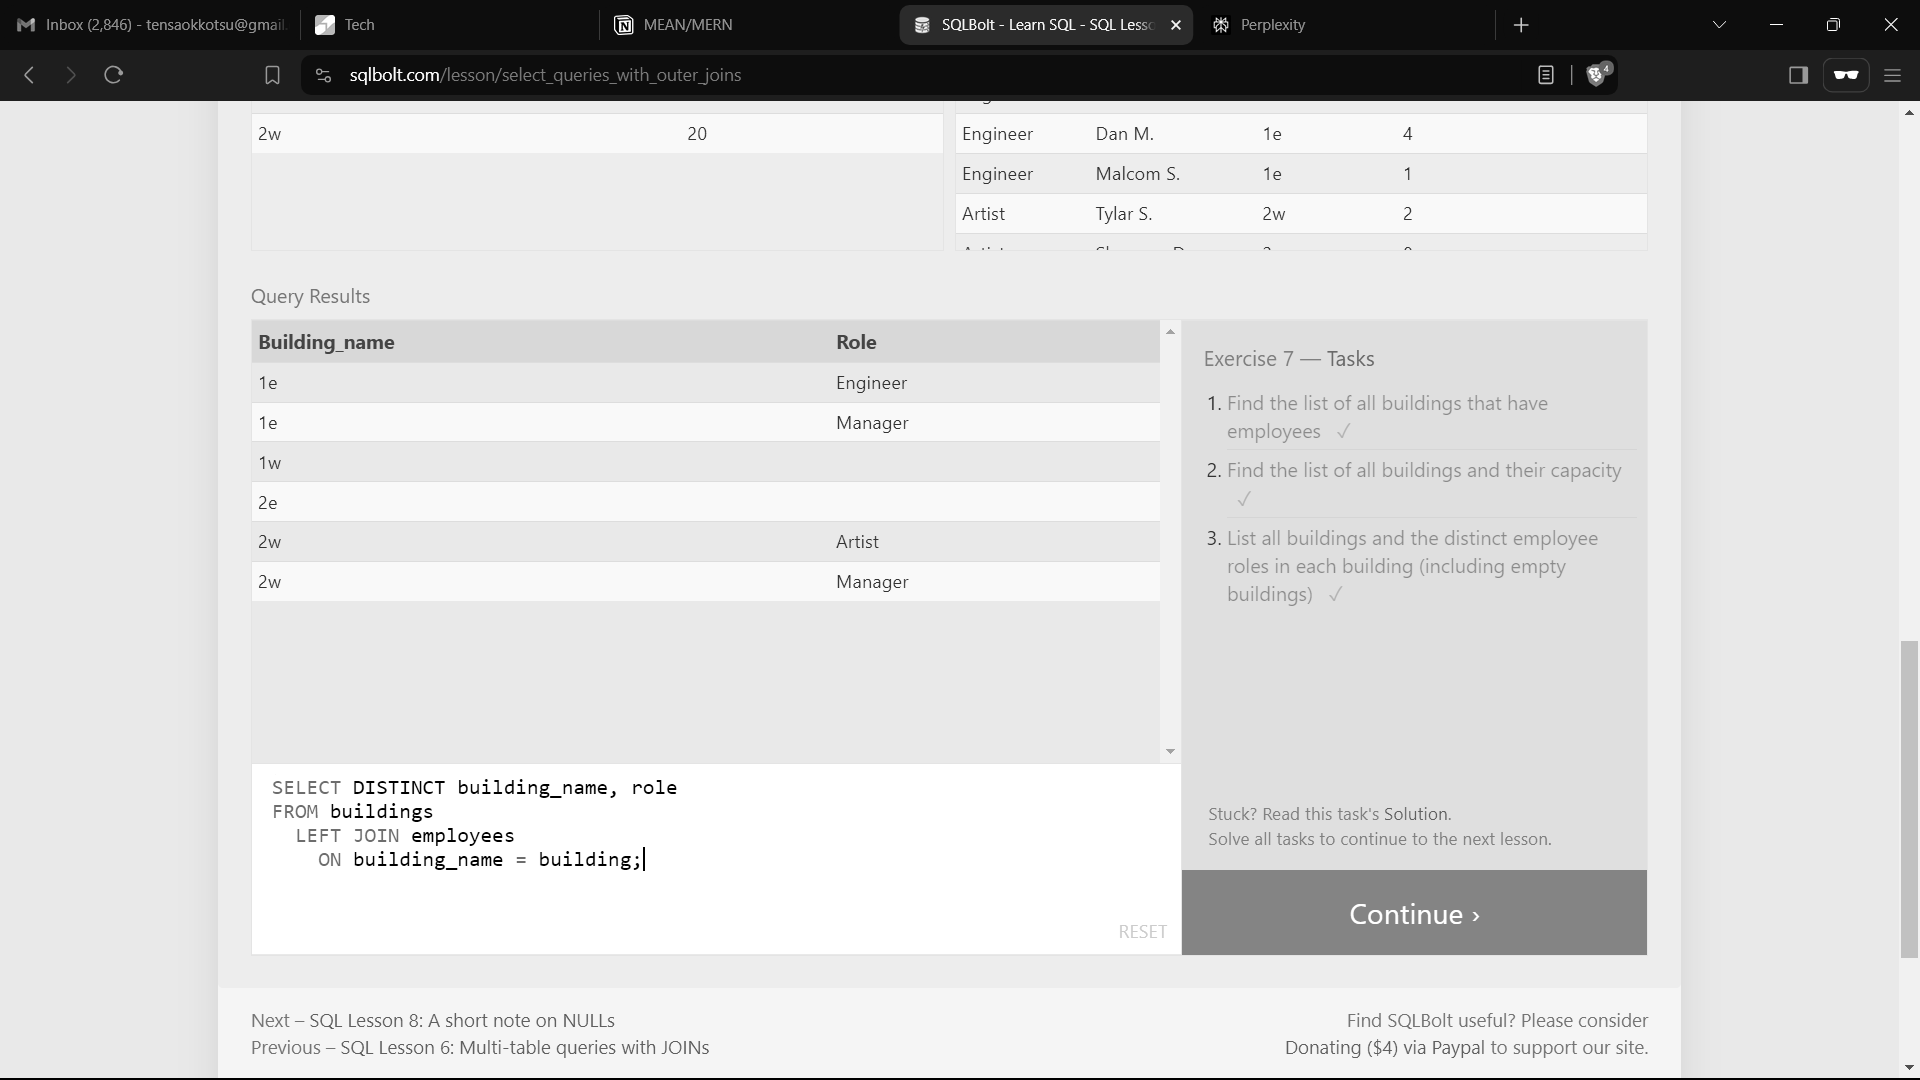 Inbox (2,846) - tensaokkotsu@gmail.
Tech
MEAN/MERN
SQLBolt - Learn SQL - SQL Less
Perplexity
sqlbolt.com/lesson/select_queries_with_outer_joins
4
2w 20
Engineer Dan M. 1e 4
Engineer Malcom S. 1e 1
Artist Tylar S. 2w 2
Query Results
Building_name Role
1e Engineer
1e Manager
1w
2e
2w Artist
2w Manager
Exercise 7 — Tasks
1. Find the list of all buildings that have
employees ✓
2. Find the list of all buildings and their capacity
✓
3. List all buildings and the distinct employee
roles in each building (including empty
buildings) ✓
Stuck? Read this task's Solution.
Solve all tasks to continue to the next lesson.
Continue ›
SELECT DISTINCT building_name, role
FROM buildings
LEFT JOIN employees
ON building_name = building;
RESET
Next – SQL Lesson 8: A short note on NULLs
Previous – SQL Lesson 6: Multi-table queries with JOINs
Find SQLBolt useful? Please consider
Donating ($4) via Paypal to support our site.